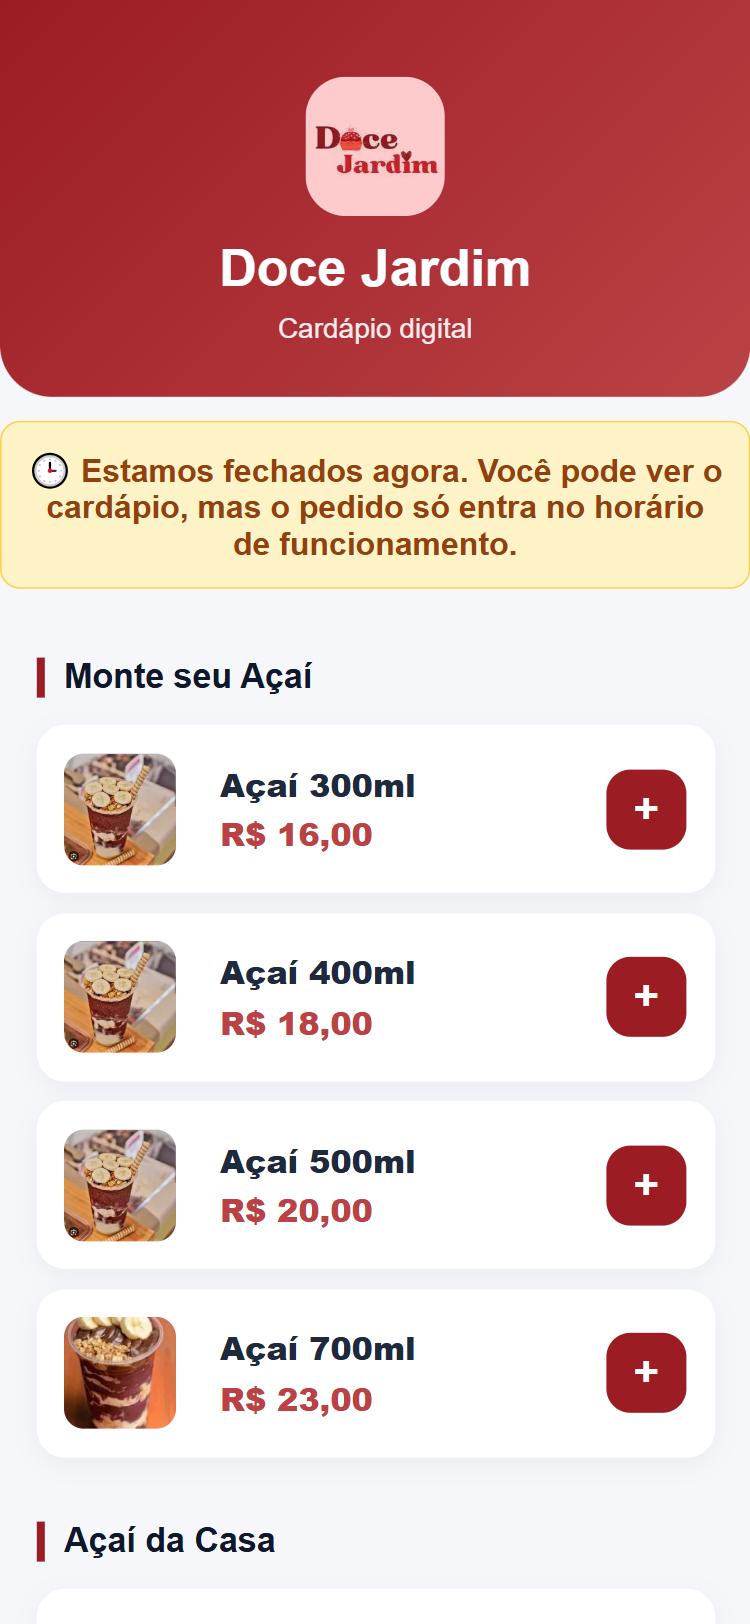 Doce
Jardim
Doce Jardim
Cardápio digital
🕒 Estamos fechados agora. Você pode ver o
cardápio, mas o pedido só entra no horário
de funcionamento.
Monte seu Açaí
Açaí 300ml
R$ 16,00
+
Açaí 400ml
R$ 18,00
+
Açaí 500ml
R$ 20,00
+
Açaí 700ml
R$ 23,00
+
Açaí da Casa